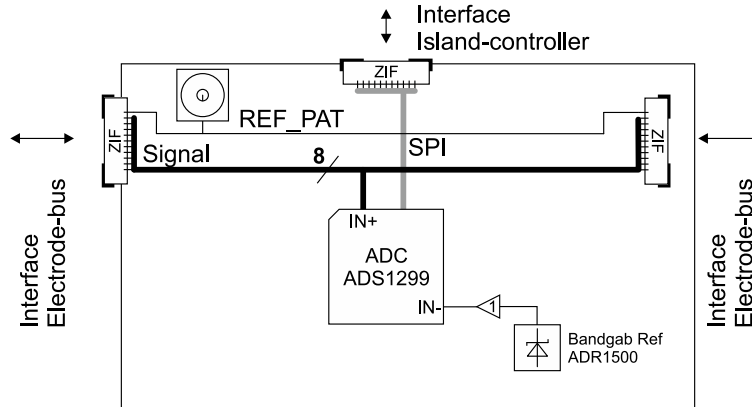 Interface
Island-controller
ZIF
REF_PAT
ZIF
ZIF
Signal
8
SPI
IN+
ADC
ADS1299
IN-
1
Interface
Electrode-bus
Interface
Electrode-bus
Bandgab Ref
ADR1500